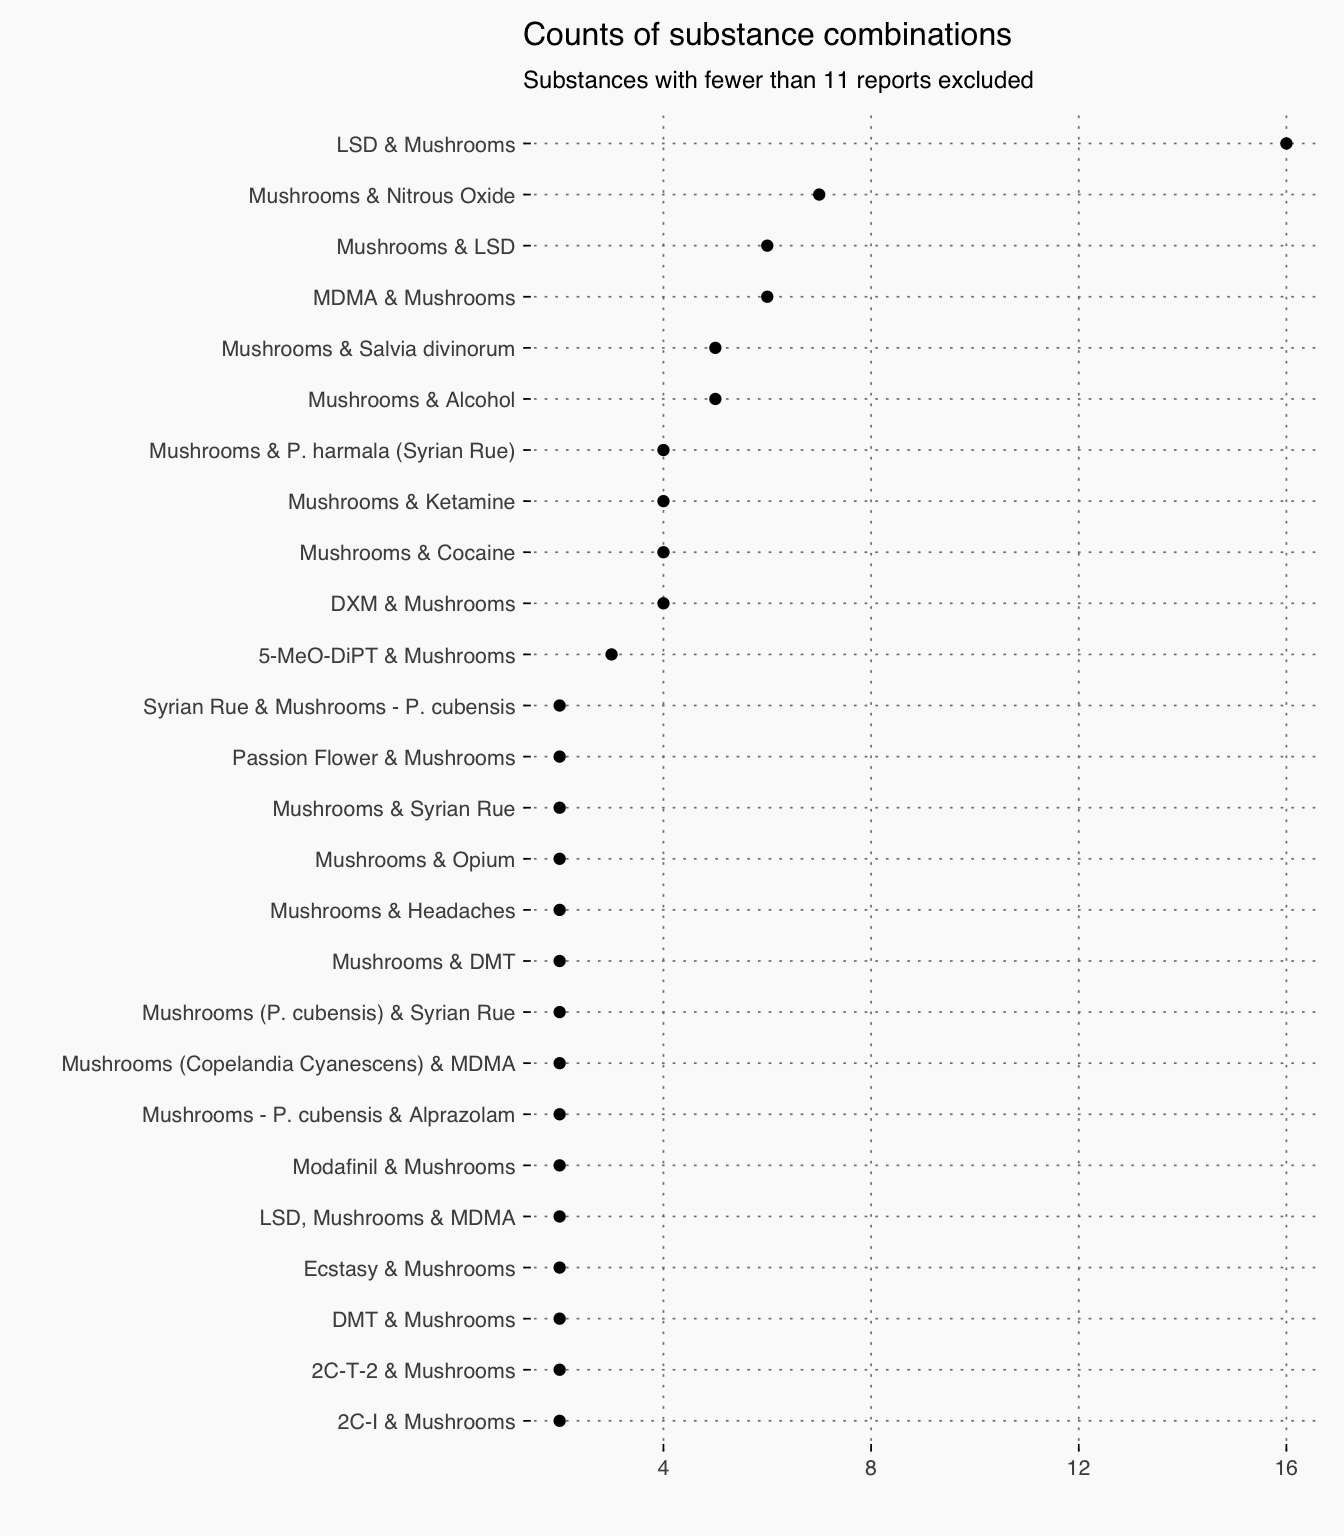 Counts of substance combinations
Substances with fewer than 11 reports excluded
LSD & Mushrooms
Mushrooms & Nitrous Oxide
Mushrooms & LSD
MDMA & Mushrooms
Mushrooms & Salvia divinorum
Mushrooms & Alcohol
Mushrooms & P. harmala (Syrian Rue)
Mushrooms & Ketamine
Mushrooms & Cocaine
DXM & Mushrooms
5-MeO-DiPT & Mushrooms
Syrian Rue & Mushrooms - P. cubensis
Passion Flower & Mushrooms
Mushrooms & Syrian Rue
Mushrooms & Opium
Mushrooms & Headaches
Mushrooms & DMT
Mushrooms (P. cubensis) & Syrian Rue
Mushrooms (Copelandia Cyanescens) & MDMA
Mushrooms - P. cubensis & Alprazolam
Modafinil & Mushrooms
LSD, Mushrooms & MDMA
Ecstasy & Mushrooms
DMT & Mushrooms
2C-T-2 & Mushrooms
2C-I & Mushrooms
4 8 12 16